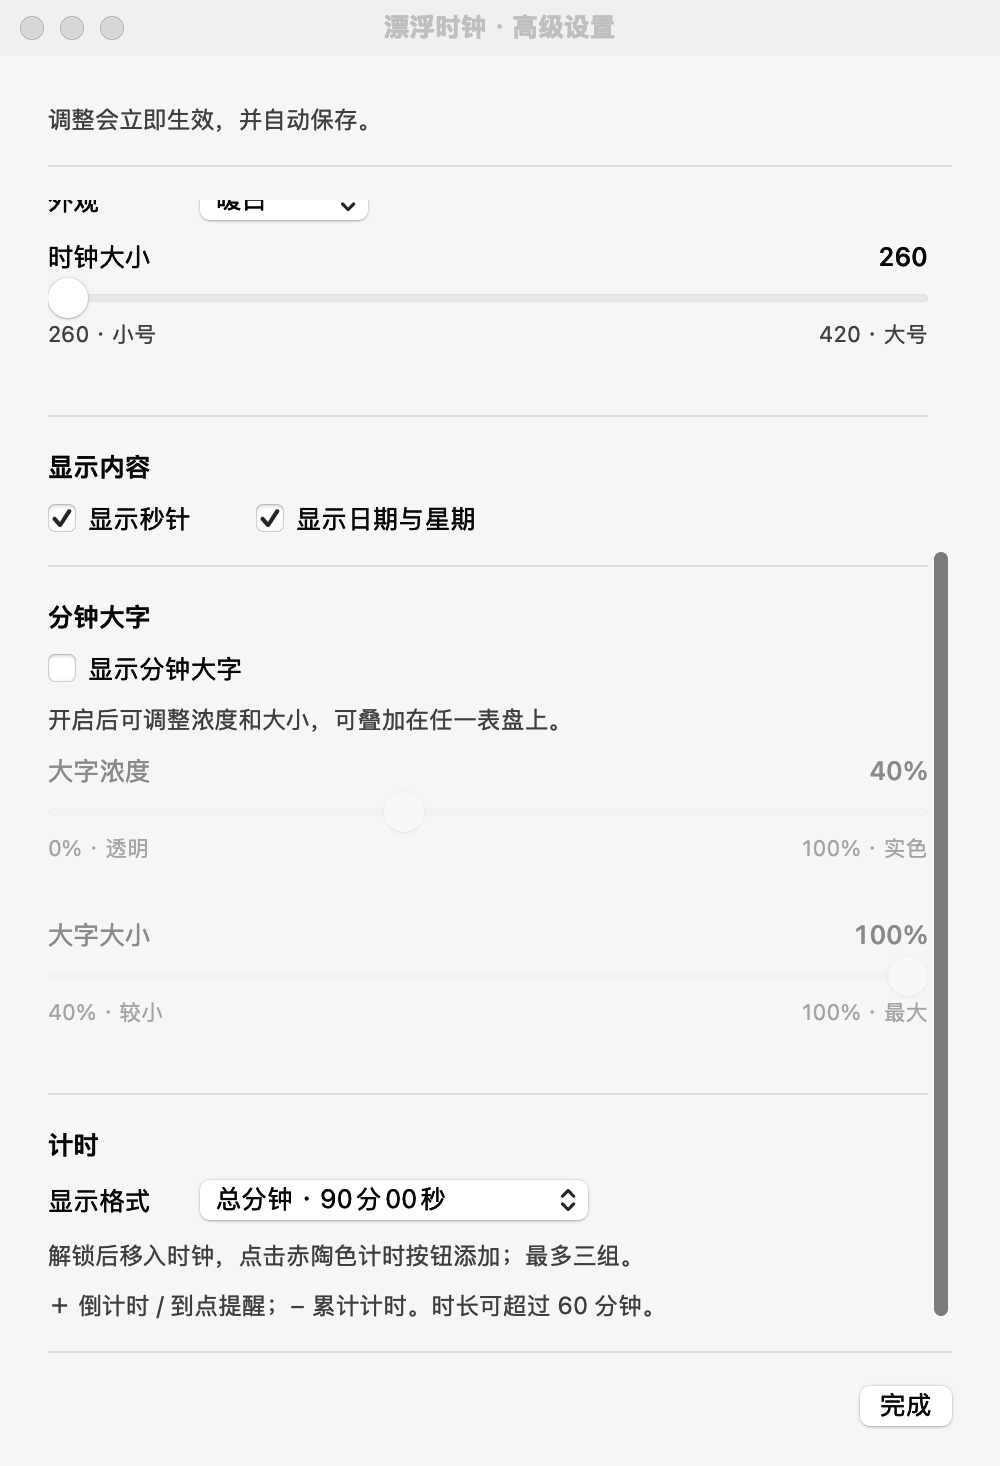 漂浮时钟 · 高级设置
调整会立即生效，并自动保存。
外观 暖白
时钟大小 260
260 · 小号 420 · 大号
显示内容
显示秒针 显示日期与星期
分钟大字
显示分钟大字
开启后可调整浓度和大小，可叠加在任一表盘上。
大字浓度 40%
0% · 透明 100% · 实色
大字大小 100%
40% · 较小 100% · 最大
计时
显示格式 总分钟 · 90分00秒
解锁后移入时钟，点击赤陶色计时按钮添加；最多三组。
+ 倒计时 / 到点提醒；– 累计计时。时长可超过 60 分钟。
完成